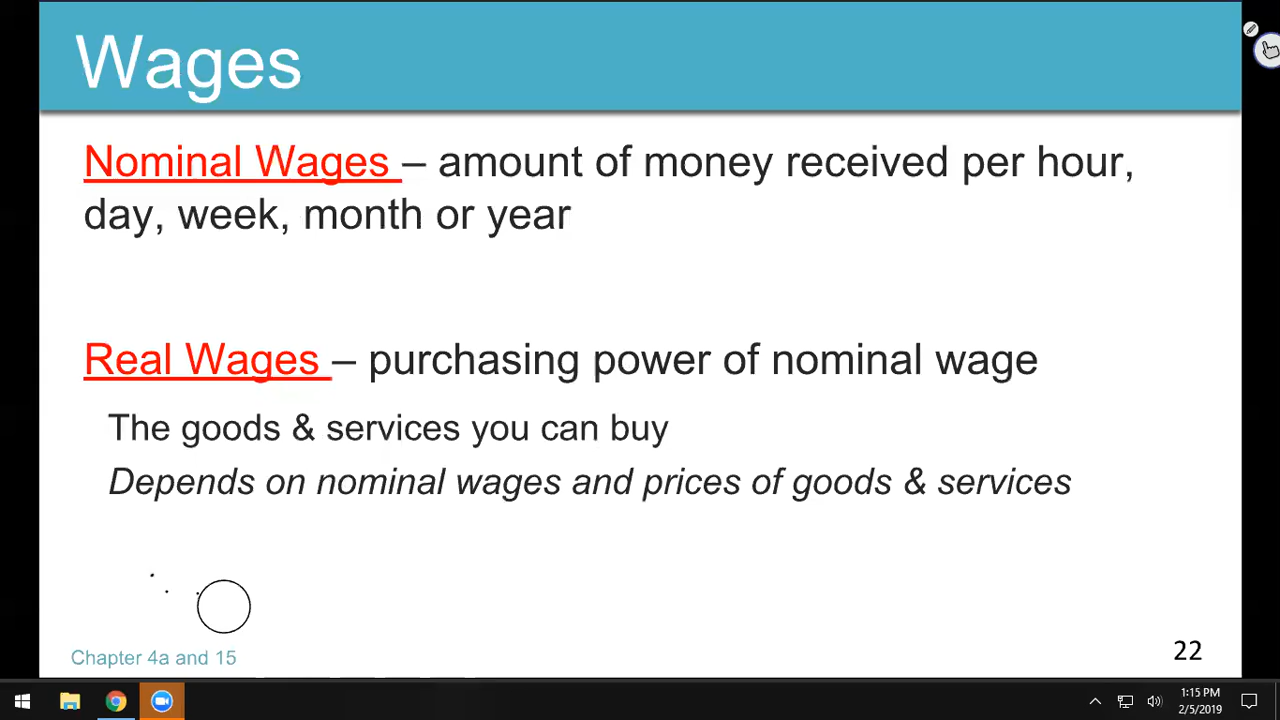 Wages
Nominal Wages – amount of money received per hour,
day, week, month or year
Real Wages – purchasing power of nominal wage
The goods & services you can buy
Depends on nominal wages and prices of goods & services
Chapter 4a and 15
22
1:15 PM
2/5/2019